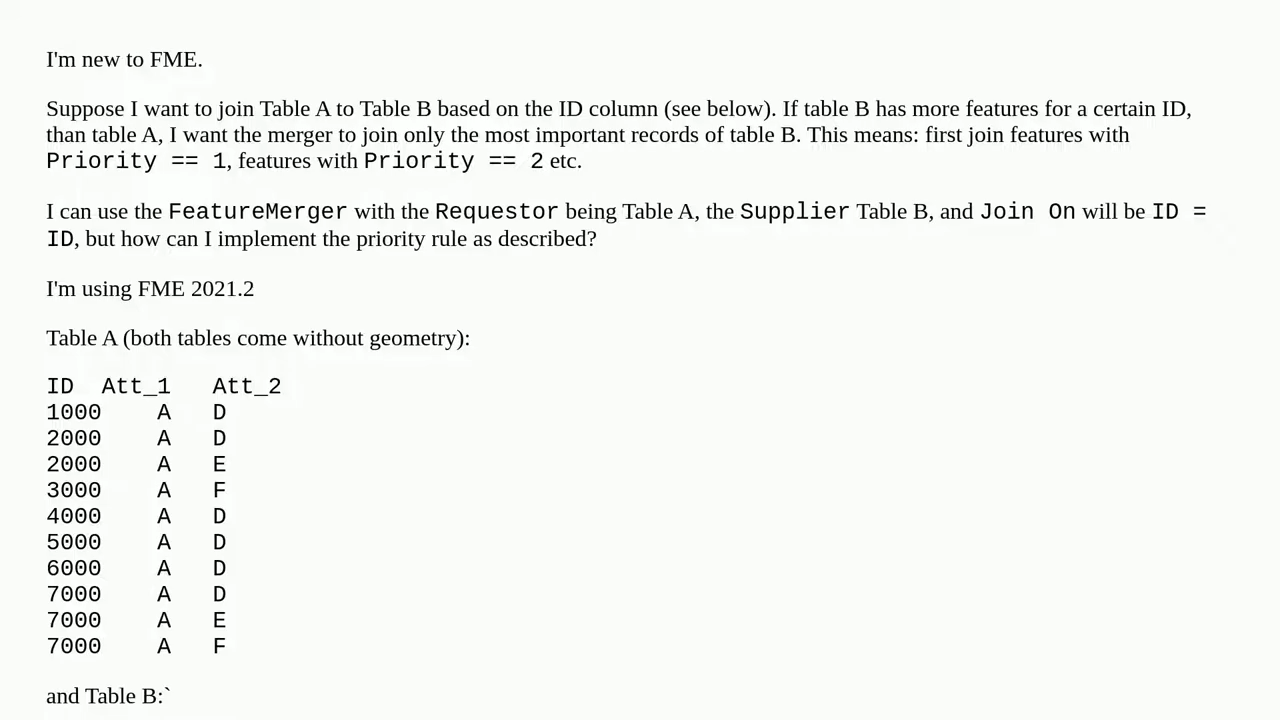 I'm new to FME.
Suppose I want to join Table A to Table B based on the ID column (see below). If table B has more features for a certain ID,
than table A, I want the merger to join only the most important records of table B. This means: first join features with
Priority == 1, features with Priority == 2 etc.
I can use the FeatureMerger with the Requestor being Table A, the Supplier Table B, and Join On will be ID =
ID, but how can I implement the priority rule as described?
I'm using FME 2021.2
Table A (both tables come without geometry):
ID  Att_1   Att_2
1000    A   D
2000    A   D
2000    A   E
3000    A   F
4000    A   D
5000    A   D
6000    A   D
7000    A   D
7000    A   E
7000    A   F
and Table B:`